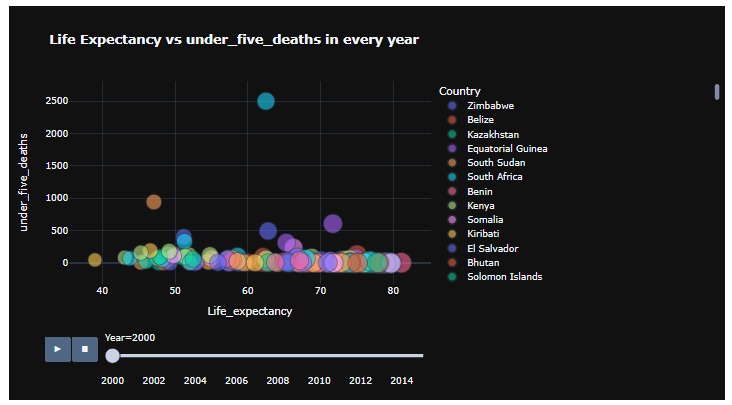 Life Expectancy vs under_five_deaths in every year
under_five_deaths
2500
2000
1500
1000
500
0
40
50
60
70
80
Life_expectancy
Country
Zimbabwe
Belize
Kazakhstan
Equatorial Guinea
South Sudan
South Africa
Benin
Kenya
Somalia
Kiribati
El Salvador
Bhutan
Solomon Islands
Year=2000
2000
2002
2004
2006
2008
2010
2012
2014